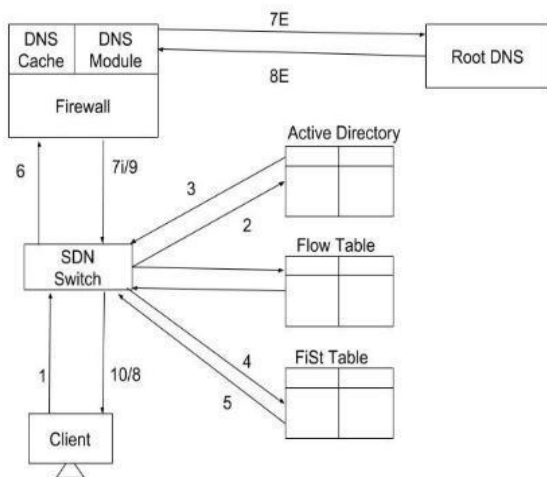 7E
DNS Cache
DNS Module
Root DNS
8E
Firewall
Active Directory
6
7i/9
3
2
SDN Switch
Flow Table
4
FiSt Table
1
10/8
5
Client